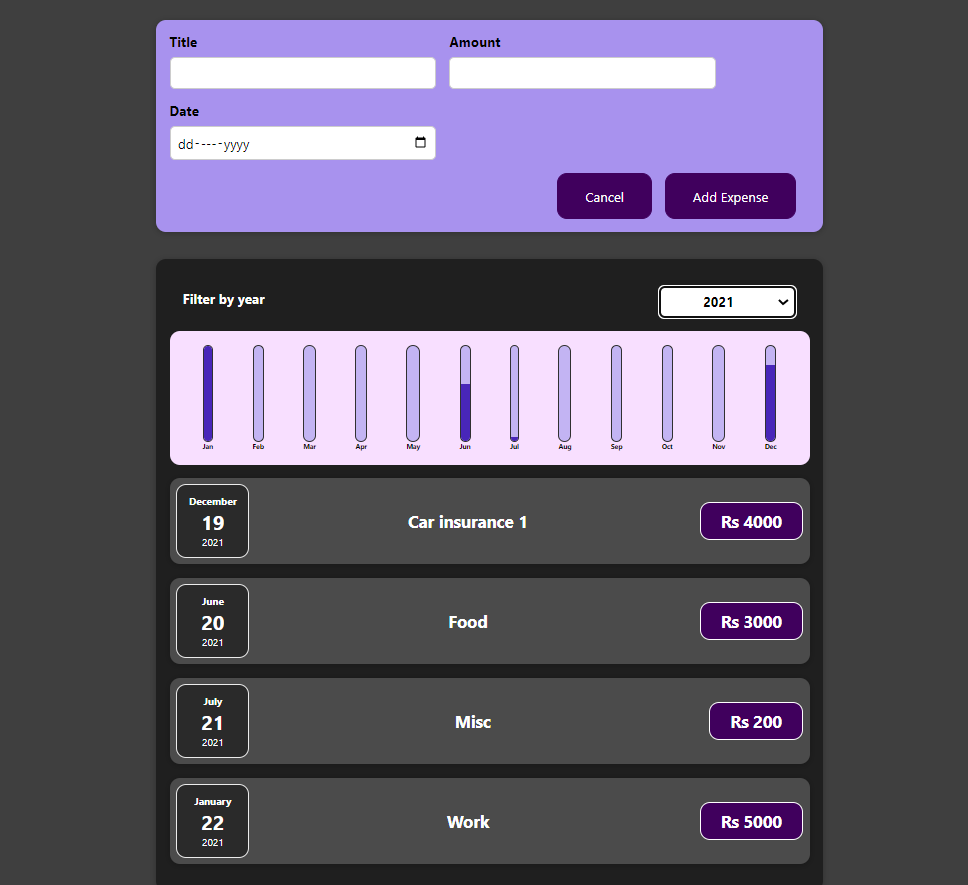 Title Amount
Date
dd-----yyyy
Cancel Add Expense
Filter by year 2021
Jan Feb Mar Apr May Jun Jul Aug Sep Oct Nov Dec
December
19
2021
Car insurance 1
Rs 4000
June
20
2021
Food
Rs 3000
July
21
2021
Misc
Rs 200
January
22
2021
Work
Rs 5000